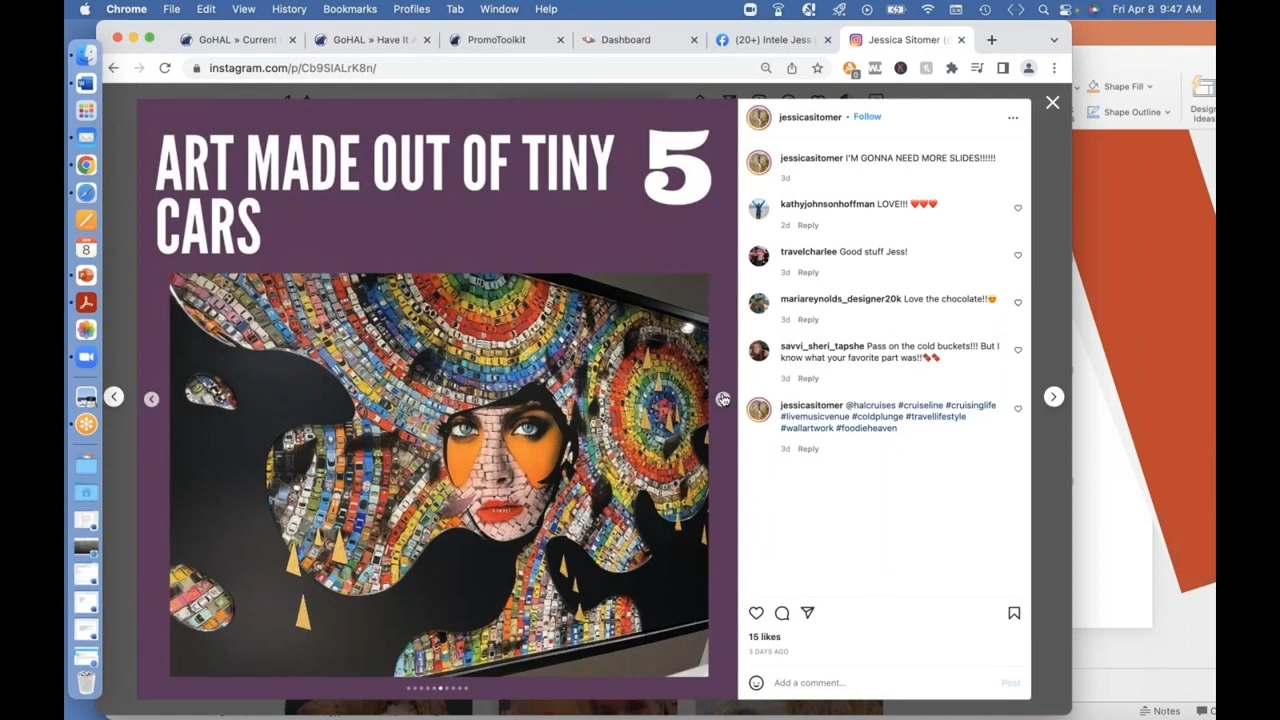 Chrome File Edit View History Bookmarks Profiles Tab Window Help
Fri Apr 8 9:47 AM
GoHAL » Current
GoHAL » Have It
PromoToolkit
Dashboard
(20+) Intele Jess
Jessica Sitomer (
instagram.com/p/Cb9SIALrK8n/
Shape Fill
Shape Outline
Design
Ideas
ART MADE OUT OF TINY
CARS
5
jessicasitomer • Follow
jessicasitomer I'M GONNA NEED MORE SLIDES!!!!!!
3d
kathyjohnsonhoffman LOVE!!! ❤️❤️❤️
2d Reply
travelcharlee Good stuff Jess!
3d Reply
mariareynolds_designer20k Love the chocolate!!😍
3d Reply
savvi_sheri_tapshe Pass on the cold buckets!!! But I
know what your favorite part was!!🍫🍫
3d Reply
jessicasitomer @halcruises #cruiseline #cruisinglife
#livemusicvenue #coldplunge #travellifestyle
#wallartwork #foodieheaven
3d Reply
15 likes
3 DAYS AGO
Add a comment...
Post
Notes
8
0